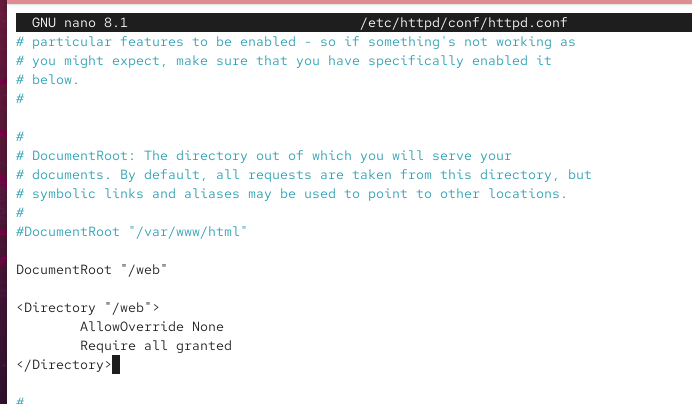 GNU nano 8.1 /etc/httpd/conf/httpd.conf
# particular features to be enabled - so if something's not working as
# you might expect, make sure that you have specifically enabled it
# below.
#
#
# DocumentRoot: The directory out of which you will serve your
# documents. By default, all requests are taken from this directory, but
# symbolic links and aliases may be used to point to other locations.
#
#DocumentRoot "/var/www/html"
DocumentRoot "/web"
<Directory "/web">
AllowOverride None
Require all granted
</Directory>
#